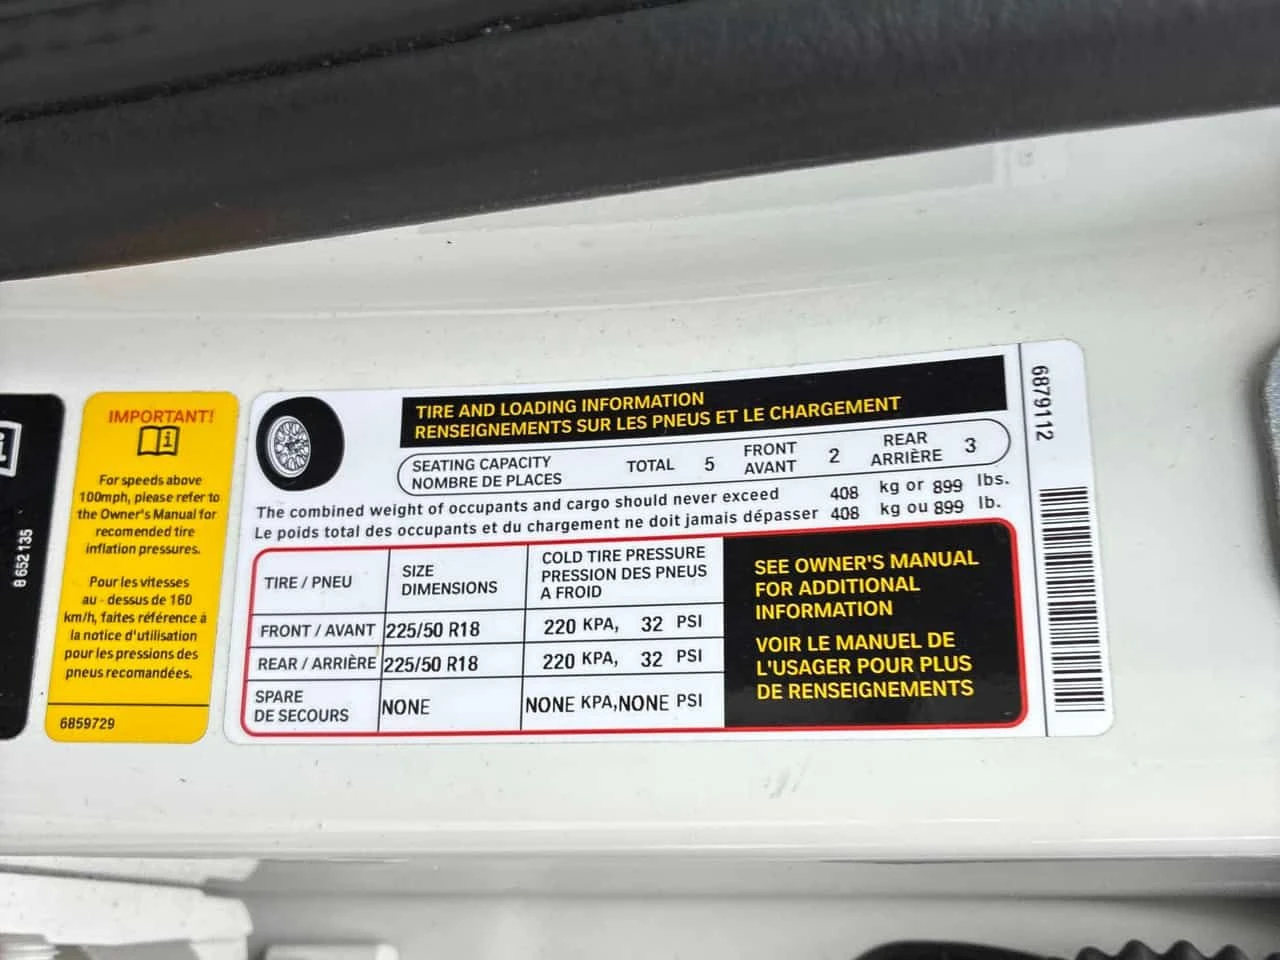 8 652 135
IMPORTANT!
For speeds above
100mph, please refer to
the Owner's Manual for
recomended tire
inflation pressures.
Pour les vitesses
au - dessus de 160
km/h, faites référence à
la notice d'utilisation
pour les pressions des
pneus recomandées.
6859729
TIRE AND LOADING INFORMATION
RENSEIGNEMENTS SUR LES PNEUS ET LE CHARGEMENT
SEATING CAPACITY
NOMBRE DE PLACES
TOTAL 5
FRONT
AVANT
2
REAR
ARRIÈRE
3
The combined weight of occupants and cargo should never exceed 408 kg or 899 lbs.
Le poids total des occupants et du chargement ne doit jamais dépasser 408 kg ou 899 lb.
TIRE / PNEU
SIZE
DIMENSIONS
COLD TIRE PRESSURE
PRESSION DES PNEUS
A FROID
FRONT / AVANT 225/50 R18 220 KPA, 32 PSI
REAR / ARRIÈRE 225/50 R18 220 KPA, 32 PSI
SPARE
DE SECOURS
NONE NONE KPA,NONE PSI
SEE OWNER'S MANUAL
FOR ADDITIONAL
INFORMATION
VOIR LE MANUEL DE
L'USAGER POUR PLUS
DE RENSEIGNEMENTS
6879112